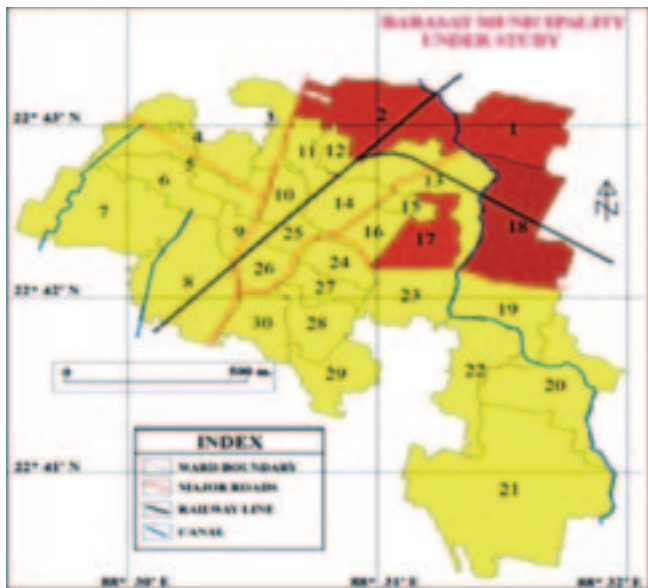 BARASAT MUNICIPALITY
UNDER STUDY
22° 43' N
22° 42' N
22° 41' N
1
2
3
4
5
6
7
8
9
10
11
12
13
14
15
16
17
18
19
20
21
22
23
24
25
26
27
28
29
30
N
0 500 m.
INDEX
WARD BOUNDARY
MAJOR ROADS
RAILWAY LINE
CANAL
88° 30' E
88° 31' E
88° 32' E